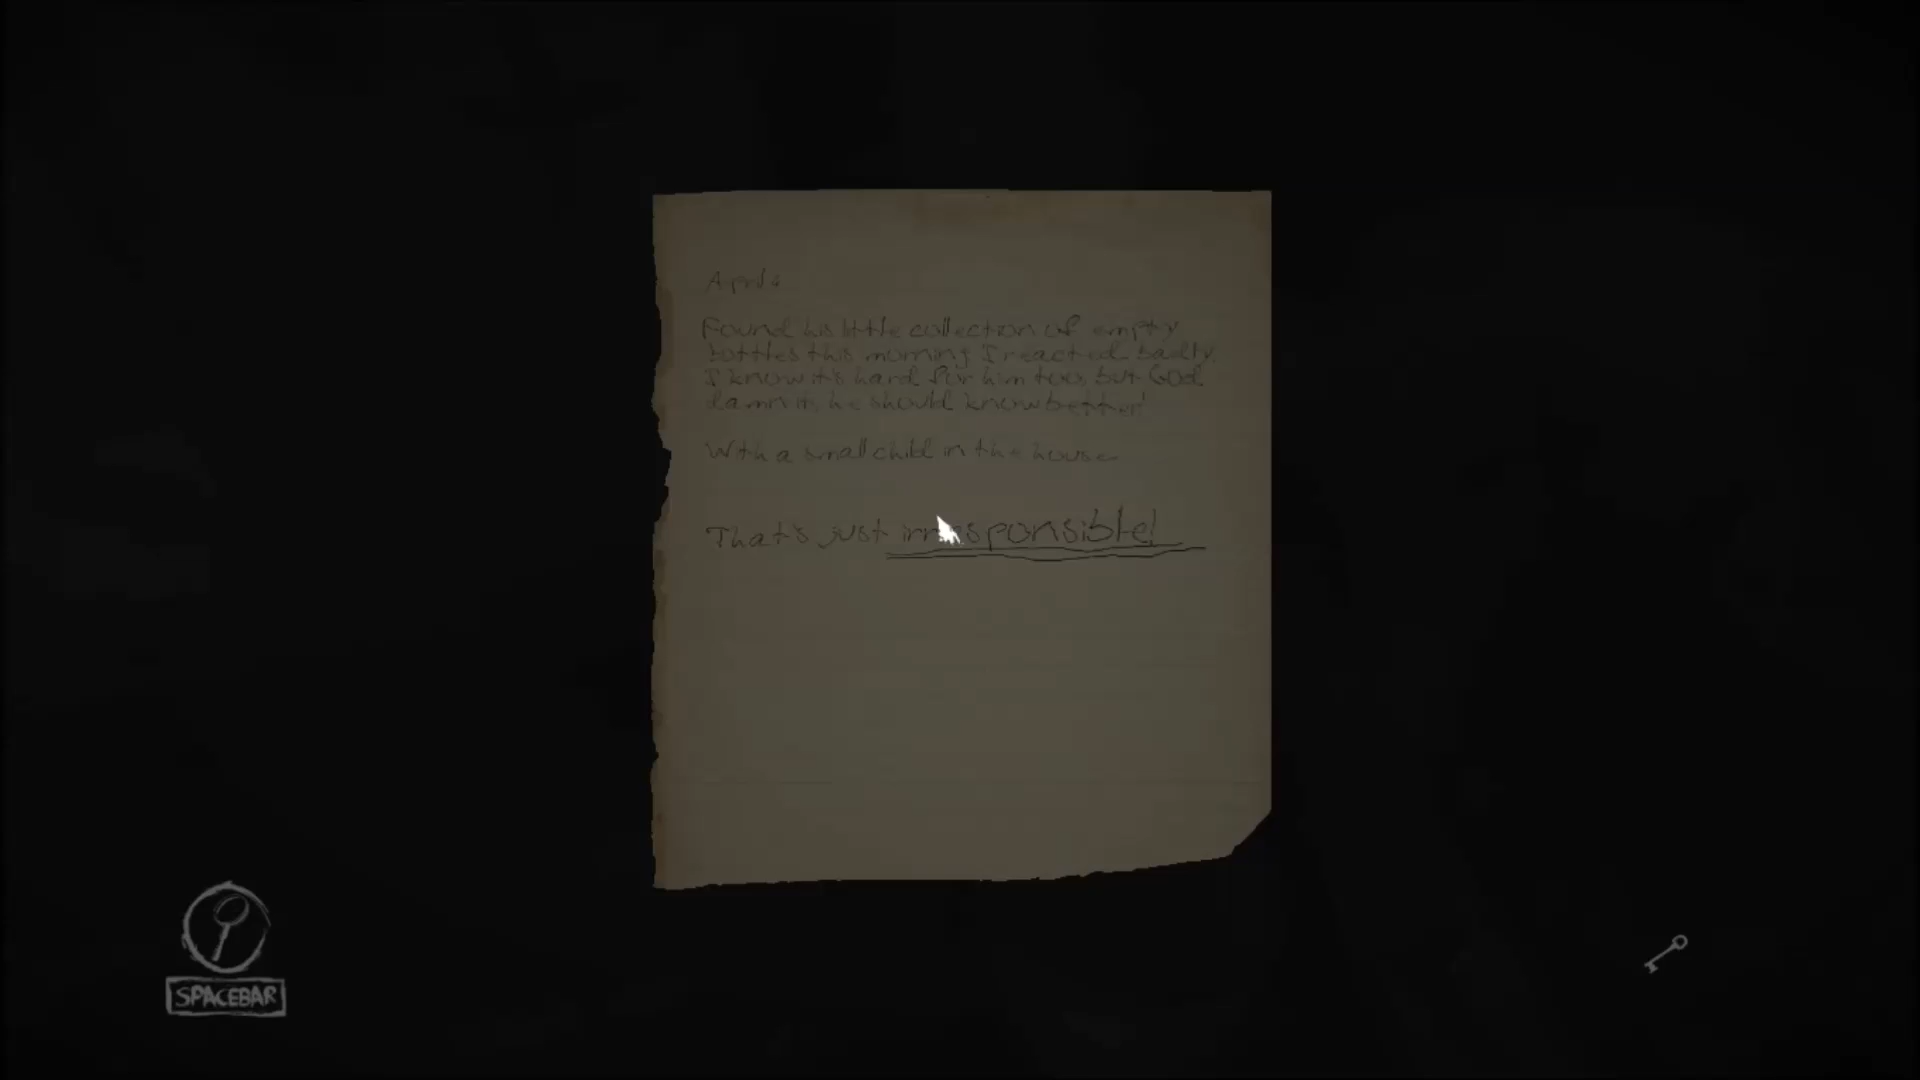 April
Found his little collection of empty
bottles this morning I reacted badly.
I know it's hard for him too, but God
damn it, he should know better!
With a small child in the house
That's just irresponsible!
SPACEBAR